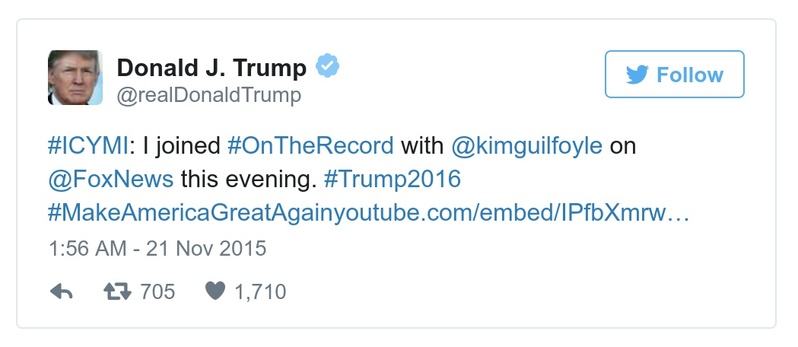 Donald J. Trump
@realDonaldTrump
Follow
#ICYMI: I joined #OnTheRecord with @kimguilfoyle on
@FoxNews this evening. #Trump2016
#MakeAmericaGreatAgainyoutube.com/embed/IPfbXmrw…
1:56 AM - 21 Nov 2015
705 1,710